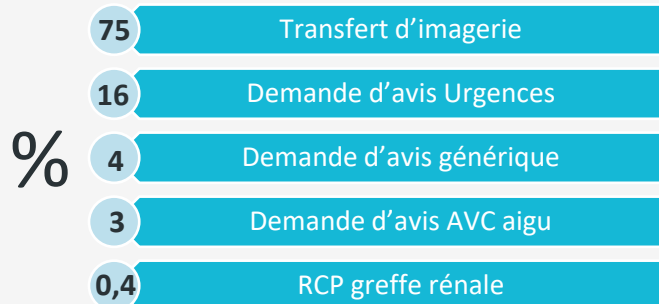 75 Transfert d’imagerie
16 Demande d’avis Urgences
% 4 Demande d’avis générique
3 Demande d’avis AVC aigu
0,4 RCP greffe rénale